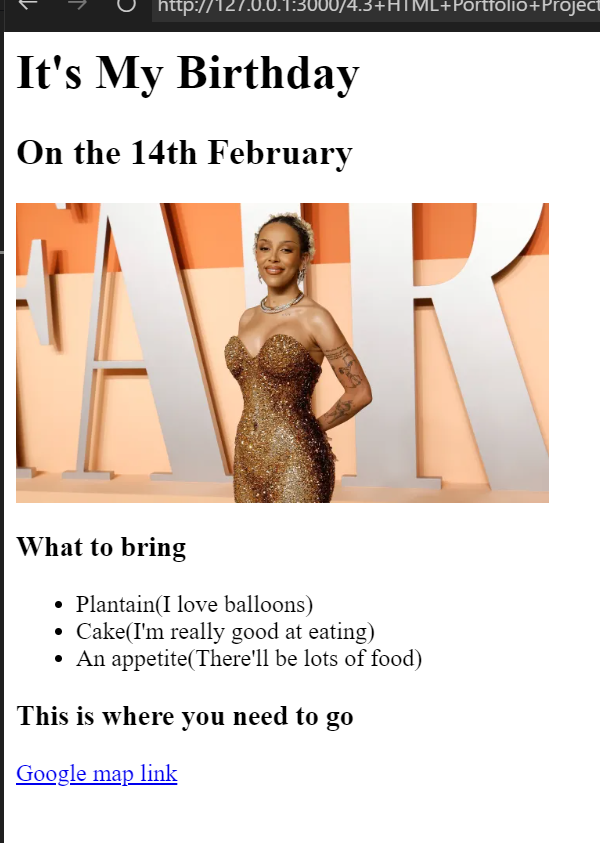 http://127.0.0.1:3000/4.3+HTML+Portfolio+Project
It's My Birthday
On the 14th February
FAIR
What to bring
Plantain(I love balloons)
Cake(I'm really good at eating)
An appetite(There'll be lots of food)
This is where you need to go
Google map link